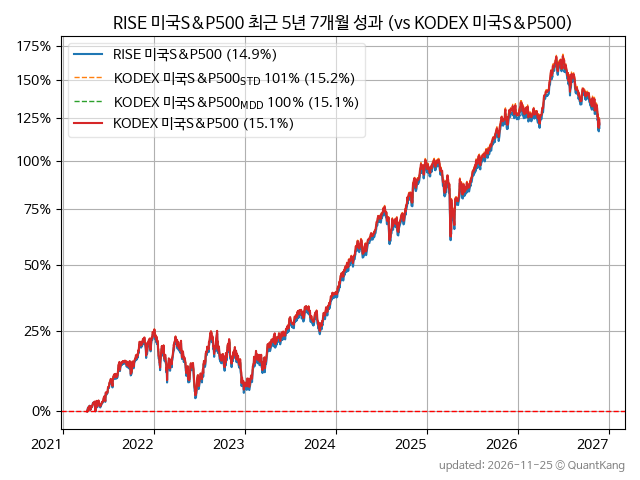 RISE 미국S&P500 최근 5년 7개월 성과 (vs KODEX 미국S&P500)
175%
150%
125%
100%
75%
50%
25%
0%
RISE 미국S&P500 (14.9%)
KODEX 미국S&P500STD 101% (15.2%)
KODEX 미국S&P500MDD 100% (15.1%)
KODEX 미국S&P500 (15.1%)
2021 2022 2023 2024 2025 2026 2027
updated: 2026-11-25 © QuantKang